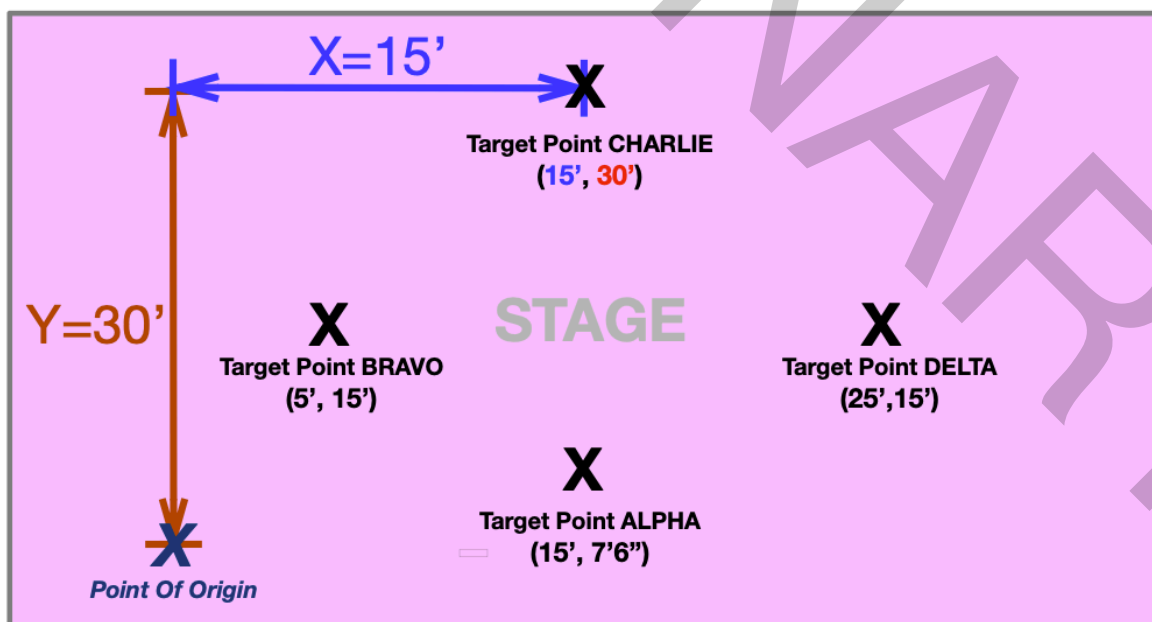 X=15’
X
Target Point CHARLIE
(15’, 30’)
Y=30’
X
Target Point BRAVO
(5’, 15’)
STAGE
X
Target Point DELTA
(25’,15’)
X
Target Point ALPHA
(15’, 7’6”)
X
Point Of Origin